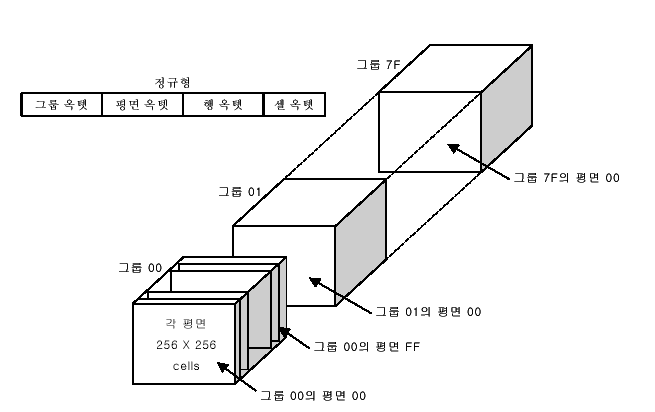 정규형
그룹 옥텟 평면 옥텟 행 옥텟 셀 옥텟
그룹 7F
그룹 7F의 평면 00
그룹 01
그룹 01의 평면 00
그룹 00
각 평면
256 X 256
cells
그룹 00의 평면 FF
그룹 00의 평면 00